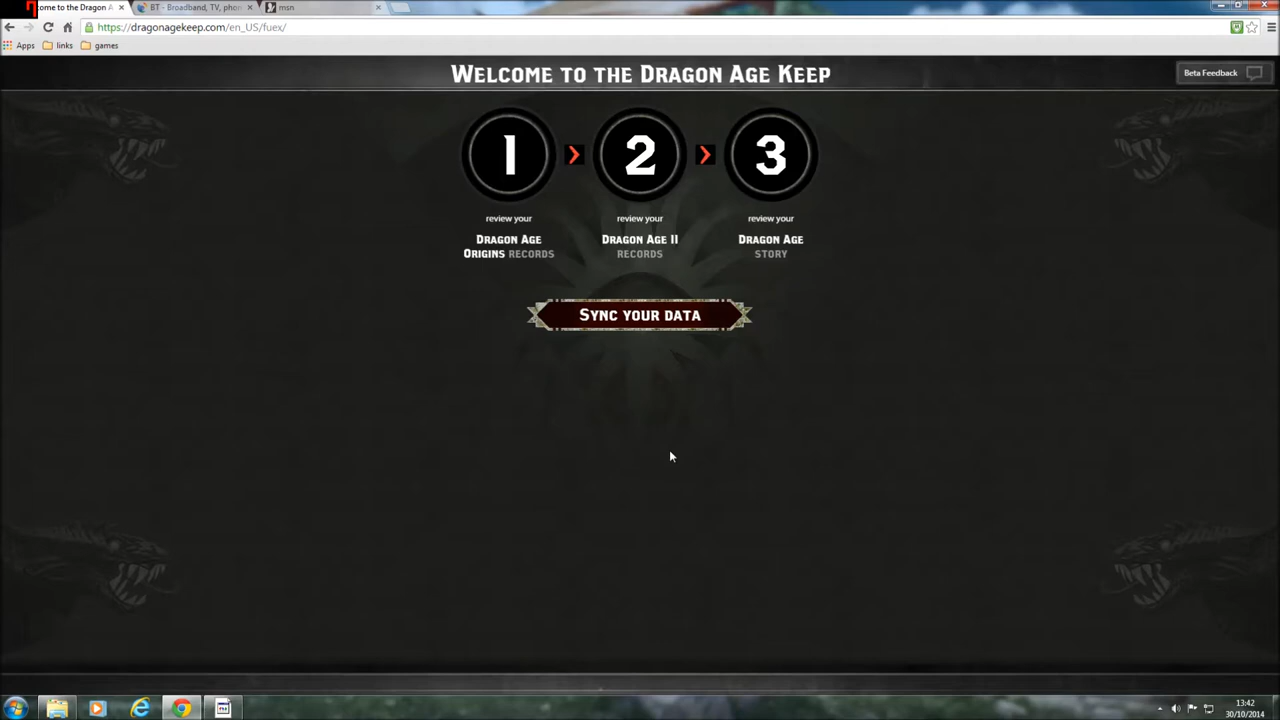 ome to the Dragon A
BT - Broadband, TV, phon
msn
https://dragonagekeep.com/en_US/fuex/
Apps
links
games
Welcome to the Dragon Age Keep
Beta Feedback
1
2
3
review your
review your
review your
Dragon Age
Origins Records
Dragon Age II
Records
Dragon Age
Story
Sync your data
13:42
30/10/2014